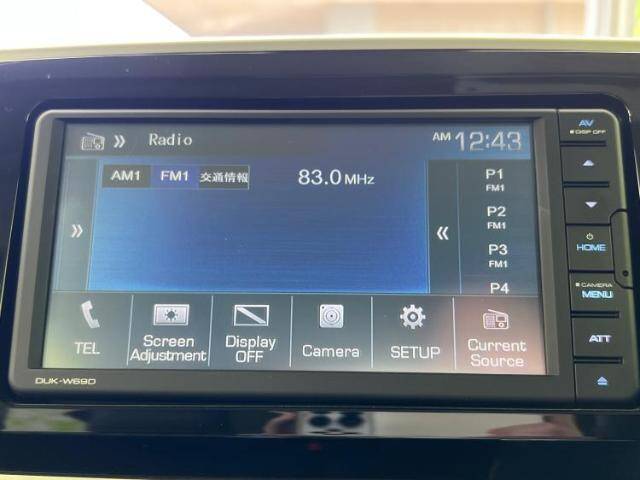 Radio
AM 12:43
AM1 FM1 交通情報 83.0 MHz
P1
FM1
P2
FM1
P3
FM1
P4
TEL
Screen
Adjustment
Display
OFF
Camera
SETUP
Current
Source
DUK-W69D
AV
DISP OFF
HOME
CAMERA
MENU
ATT